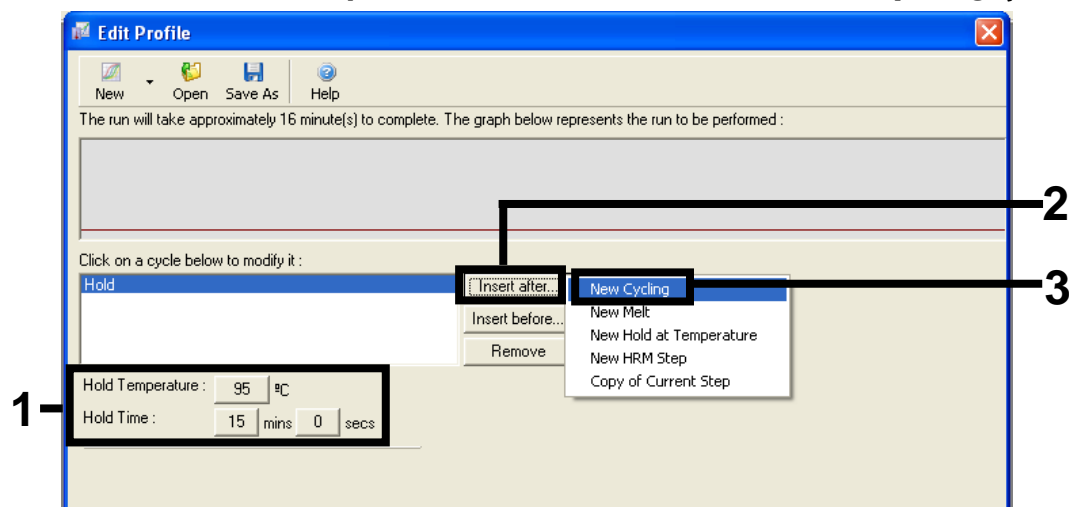 Edit Profile
New Open Save As Help
The run will take approximately 16 minute(s) to complete. The graph below represents the run to be performed :
2
Click on a cycle below to modify it :
Hold
Insert after...
New Cycling
3
Insert before...
New Melt
New Hold at Temperature
Remove
New HRM Step
Copy of Current Step
1
Hold Temperature : 95 ºC
Hold Time : 15 mins 0 secs